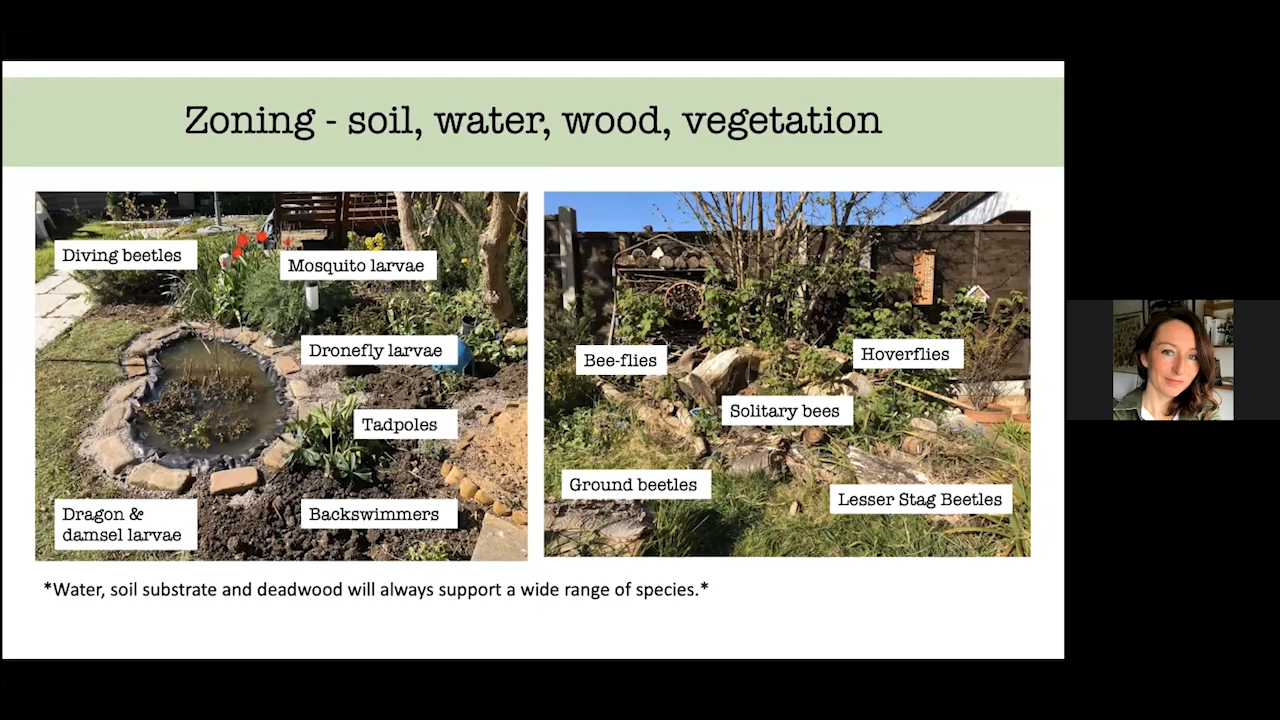 Zoning - soil, water, wood, vegetation
Diving beetles
Mosquito larvae
Dronefly larvae
Tadpoles
Dragon &
damsel larvae
Backswimmers
Bee-flies
Hoverflies
Solitary bees
Ground beetles
Lesser Stag Beetles
*Water, soil substrate and deadwood will always support a wide range of species.*